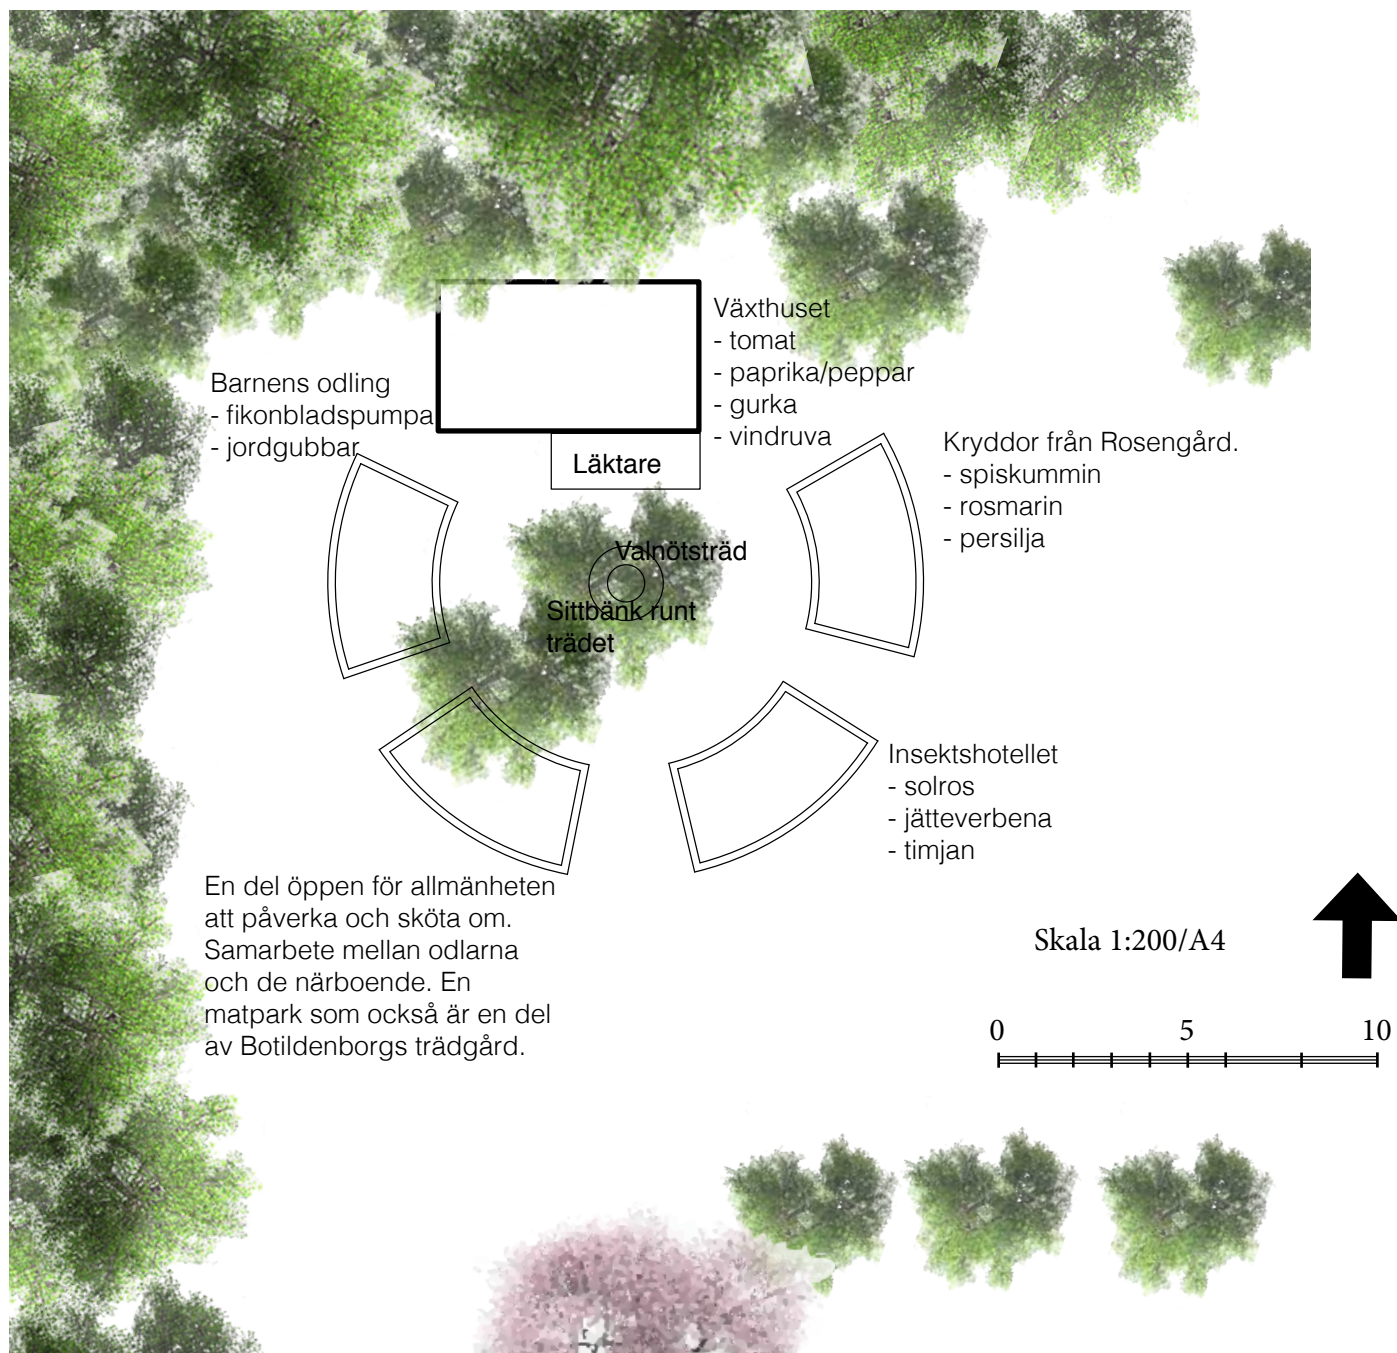 Växthuset
- tomat
- paprika/peppar
- gurka
- vindruva
Barnens odling
- fikonbladspumpa
- jordgubbar
Läktare
Kryddor från Rosengård.
- spiskummin
- rosmarin
- persilja
Valnötsträd
Sittbänk runt
trädet
Insektshotellet
- solros
- jätteverbena
- timjan
En del öppen för allmänheten
att påverka och sköta om.
Samarbete mellan odlarna
och de närboende. En
matpark som också är en del
av Botildenborgs trädgård.
Skala 1:200/A4
0 5 10